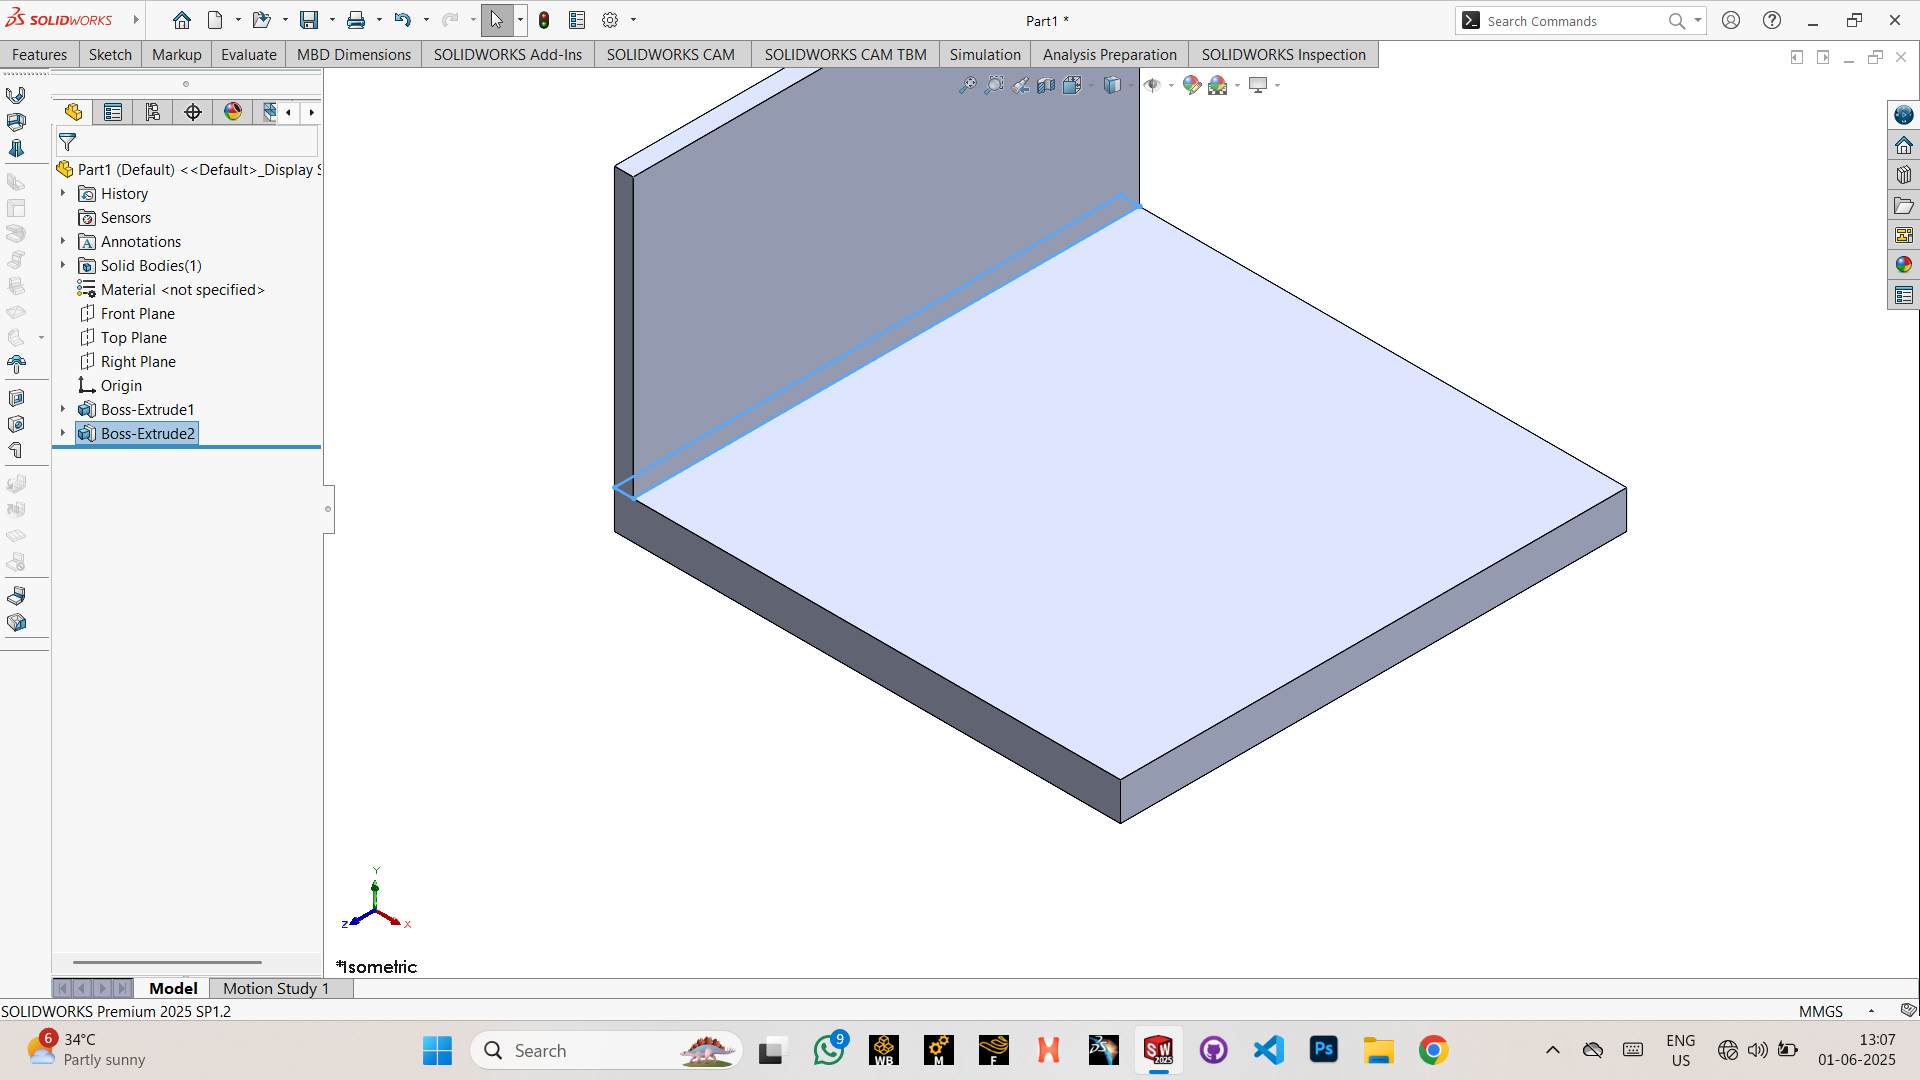 SOLIDWORKS
Part1 *
Search Commands
Features
Sketch
Markup
Evaluate
MBD Dimensions
SOLIDWORKS Add-Ins
SOLIDWORKS CAM
SOLIDWORKS CAM TBM
Simulation
Analysis Preparation
SOLIDWORKS Inspection
Part1 (Default) <<Default>_Display S
History
Sensors
A
Annotations
Solid Bodies(1)
Material <not specified>
Front Plane
Top Plane
Right Plane
Origin
Boss-Extrude1
Boss-Extrude2
Y
Z
X
*Isometric
Model
Motion Study 1
SOLIDWORKS Premium 2025 SP1.2
MMGS
6
34°C
Partly sunny
Search
9
WB
M
F
SW
2025
Ps
ENG
US
13:07
01-06-2025